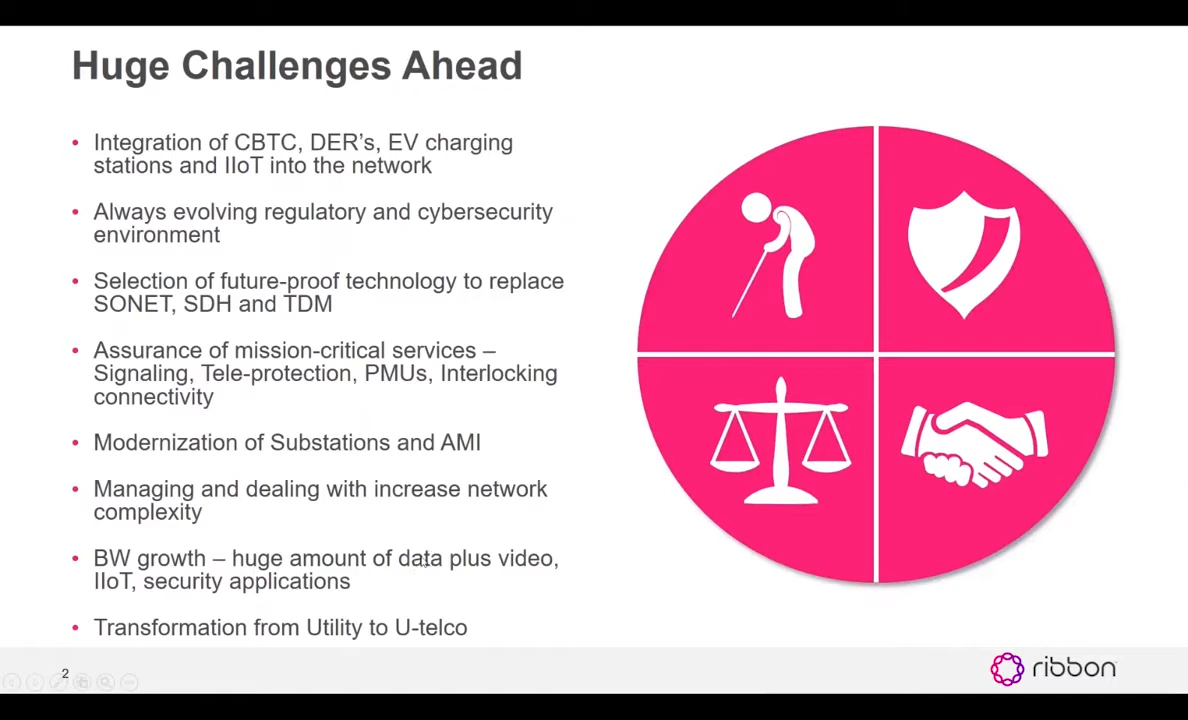 Huge Challenges Ahead
• Integration of CBTC, DER's, EV charging
stations and IIoT into the network
• Always evolving regulatory and cybersecurity
environment
• Selection of future-proof technology to replace
SONET, SDH and TDM
• Assurance of mission-critical services –
Signaling, Tele-protection, PMUs, Interlocking
connectivity
• Modernization of Substations and AMI
• Managing and dealing with increase network
complexity
• BW growth – huge amount of data plus video,
IIoT, security applications
• Transformation from Utility to U-telco
2
ribbon